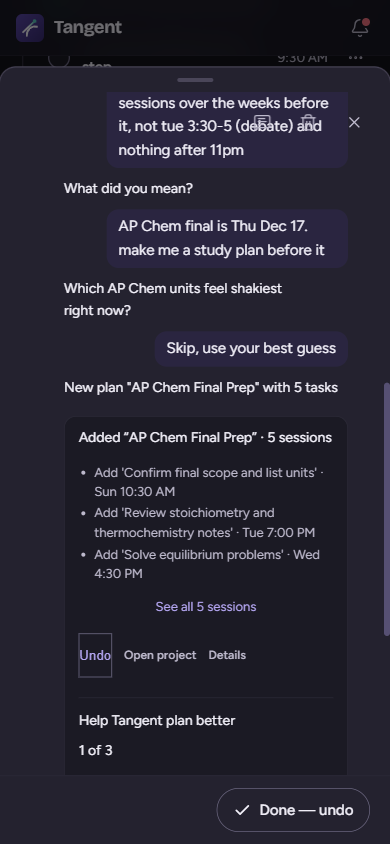 Tangent
step
9:30 AM
sessions over the weeks before
it, not tue 3:30-5 (debate) and
nothing after 11pm
What did you mean?
AP Chem final is Thu Dec 17.
make me a study plan before it
Which AP Chem units feel shakiest
right now?
Skip, use your best guess
New plan "AP Chem Final Prep" with 5 tasks
Added “AP Chem Final Prep” · 5 sessions
• Add 'Confirm final scope and list units' ·
Sun 10:30 AM
• Add 'Review stoichiometry and
thermochemistry notes' · Tue 7:00 PM
• Add 'Solve equilibrium problems' · Wed
4:30 PM
See all 5 sessions
Undo Open project Details
Help Tangent plan better
1 of 3
Done — undo